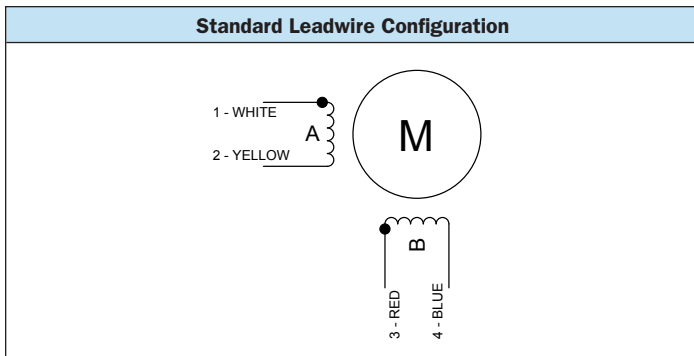 Standard Leadwire Configuration
1 - WHITE
A
2 - YELLOW
M
B
3 - RED
4 - BLUE